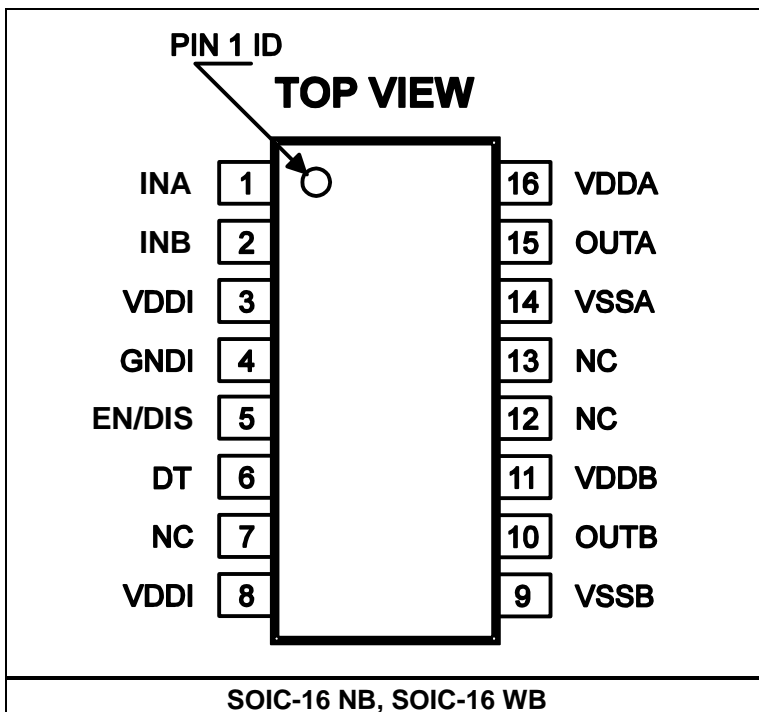 PIN 1 ID
TOP VIEW
INA 1 16 VDDA
INB 2 15 OUTA
VDDI 3 14 VSSA
GNDI 4 13 NC
EN/DIS 5 12 NC
DT 6 11 VDDB
NC 7 10 OUTB
VDDI 8 9 VSSB
SOIC-16 NB, SOIC-16 WB